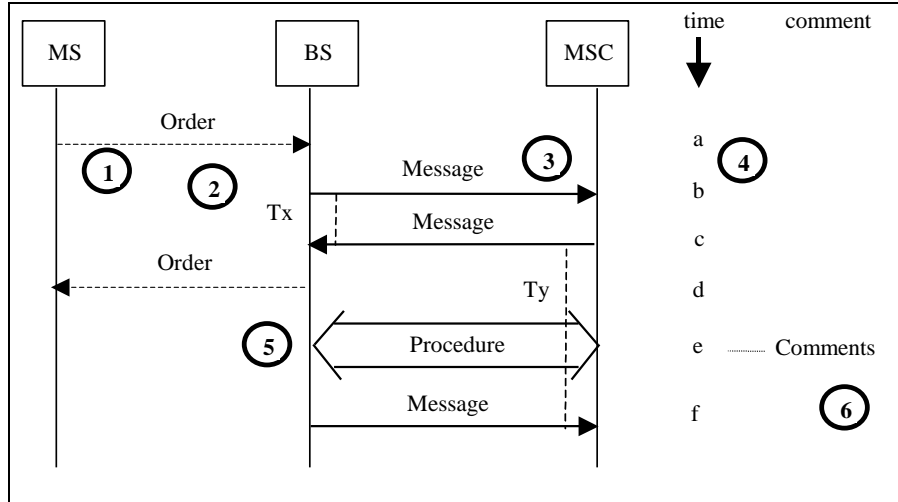 MS
BS
MSC
time
comment
Order
a
1
2
3
4
Message
b
Tx
Message
c
Order
d
Ty
5
Procedure
e
Comments
Message
f
6